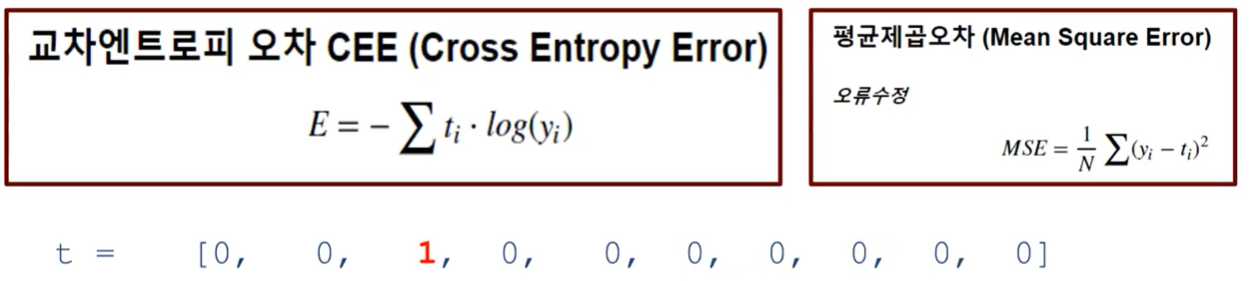 교차엔트로피 오차 CEE (Cross Entropy Error)
E = − ∑ tᵢ · log(yᵢ)
평균제곱오차 (Mean Square Error)
오류수정
MSE = 1/N ∑(yᵢ − tᵢ)²
t = [0, 0, 1, 0, 0, 0, 0, 0, 0, 0]